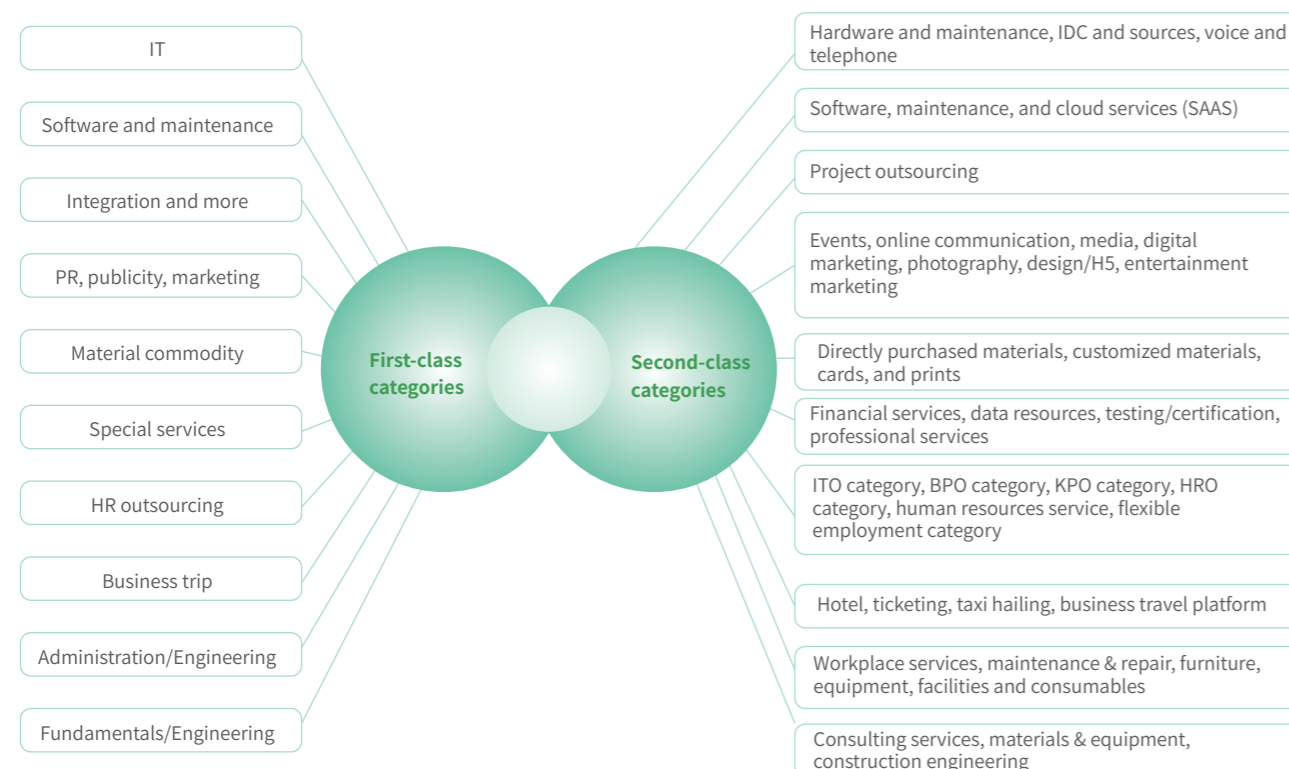 IT
Software and maintenance
Integration and more
PR, publicity, marketing
Material commodity
Special services
HR outsourcing
Business trip
Administration/Engineering
Fundamentals/Engineering
First-class
categories
Second-class
categories
Hardware and maintenance, IDC and sources, voice and
telephone
Software, maintenance, and cloud services (SAAS)
Project outsourcing
Events, online communication, media, digital
marketing, photography, design/H5, entertainment
marketing
Directly purchased materials, customized materials,
cards, and prints
Financial services, data resources, testing/certification,
professional services
ITO category, BPO category, KPO category, HRO
category, human resources service, flexible
employment category
Hotel, ticketing, taxi hailing, business travel platform
Workplace services, maintenance & repair, furniture,
equipment, facilities and consumables
Consulting services, materials & equipment,
construction engineering